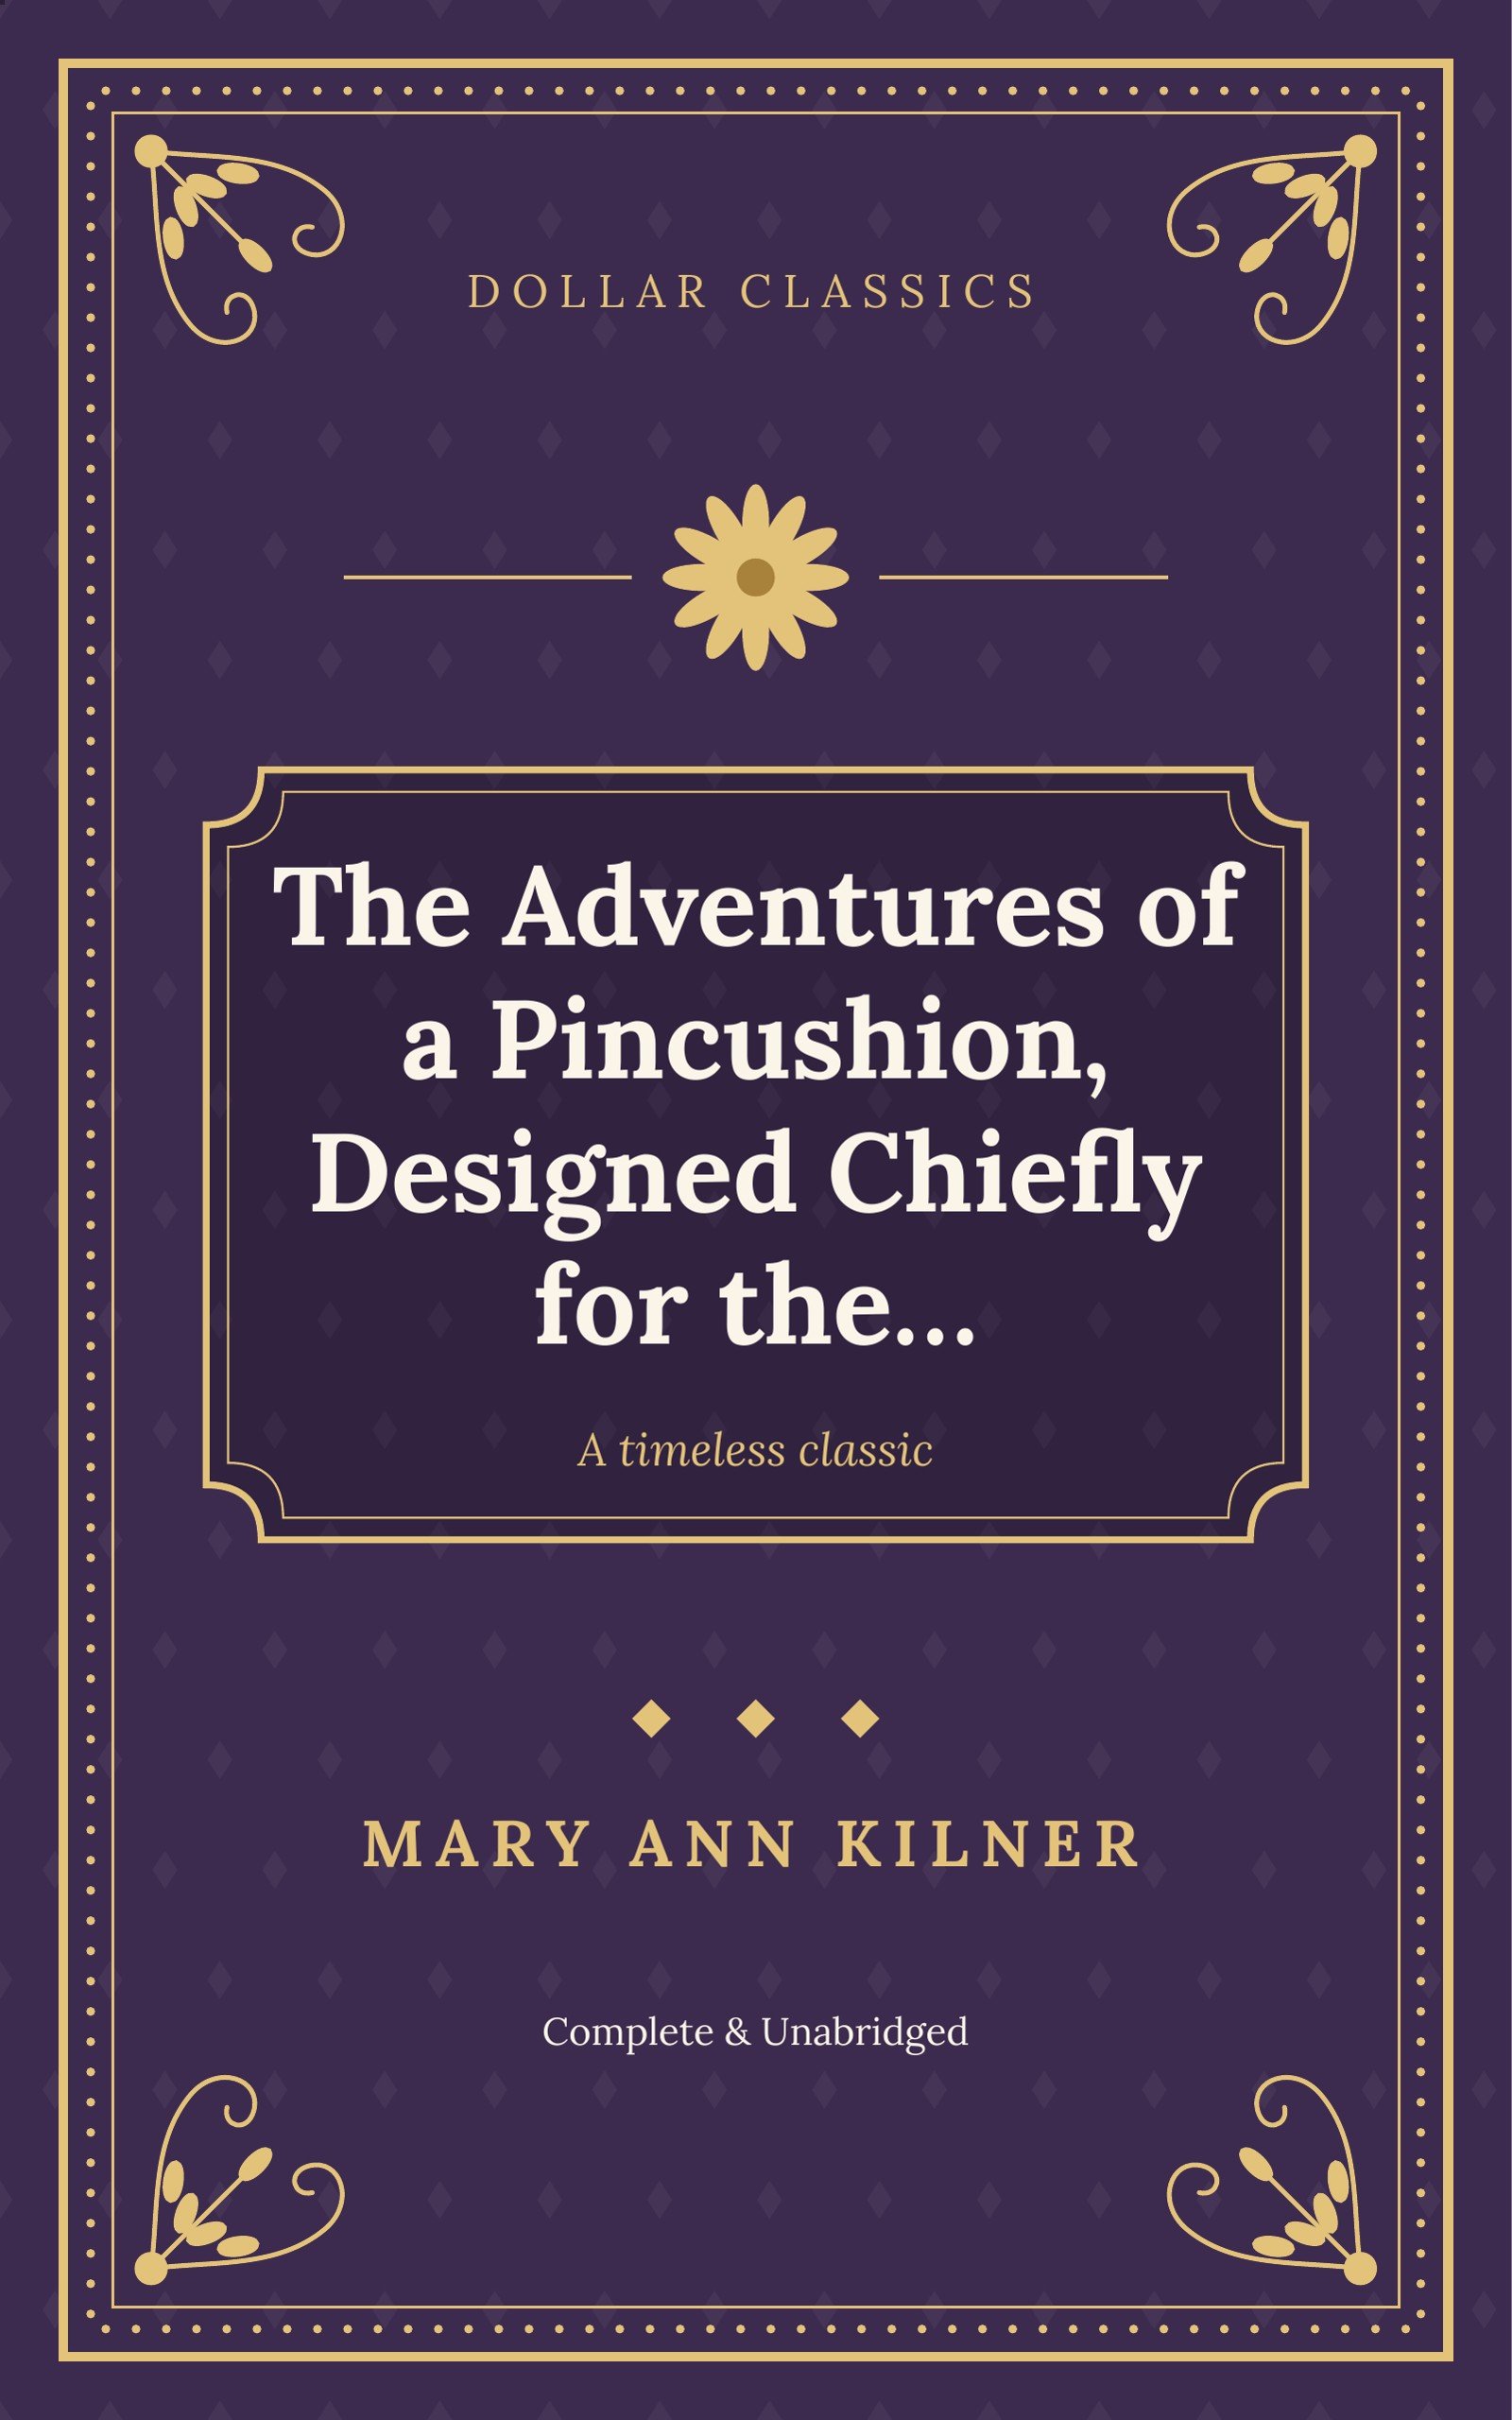 DOLLAR CLASSICS
The Adventures of
a Pincushion,
Designed Chiefly
for the...
A timeless classic
MARY ANN KILNER
Complete & Unabridged